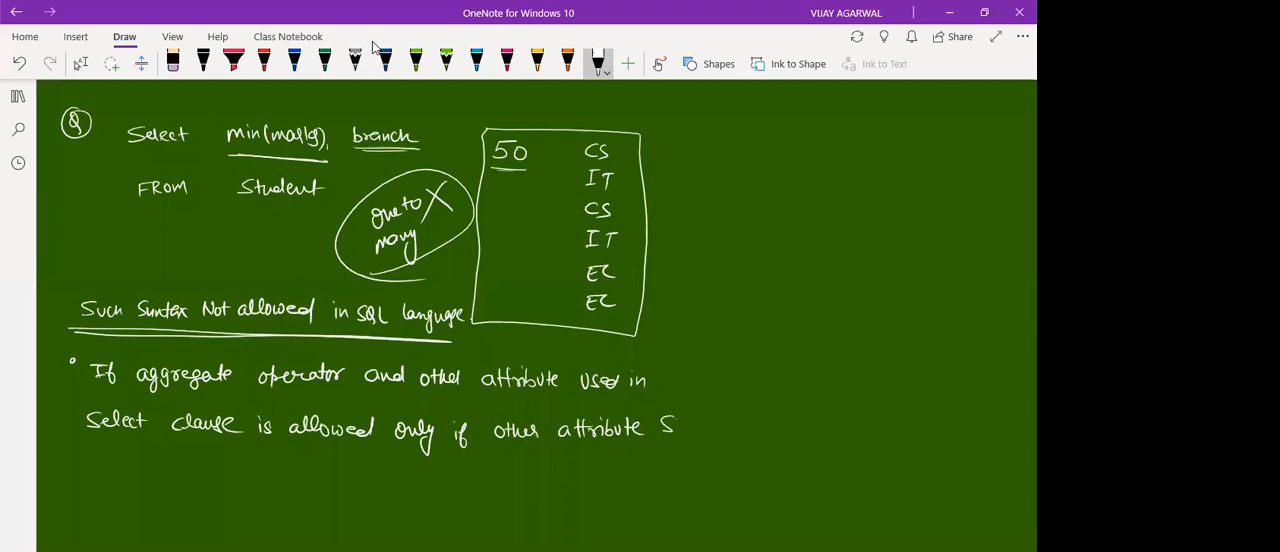 OneNote for Windows 10
VIJAY AGARWAL
Home Insert Draw View Help Class Notebook
Share
Shapes Ink to Shape Ink to Text
Q
Select min(marks), branch
FROM Student
One to
many
50 CS
IT
CS
IT
EC
EC
Such Syntax Not allowed in SQL language.
If aggregate operator and other attribute used in
Select clause is allowed only if other attribute S